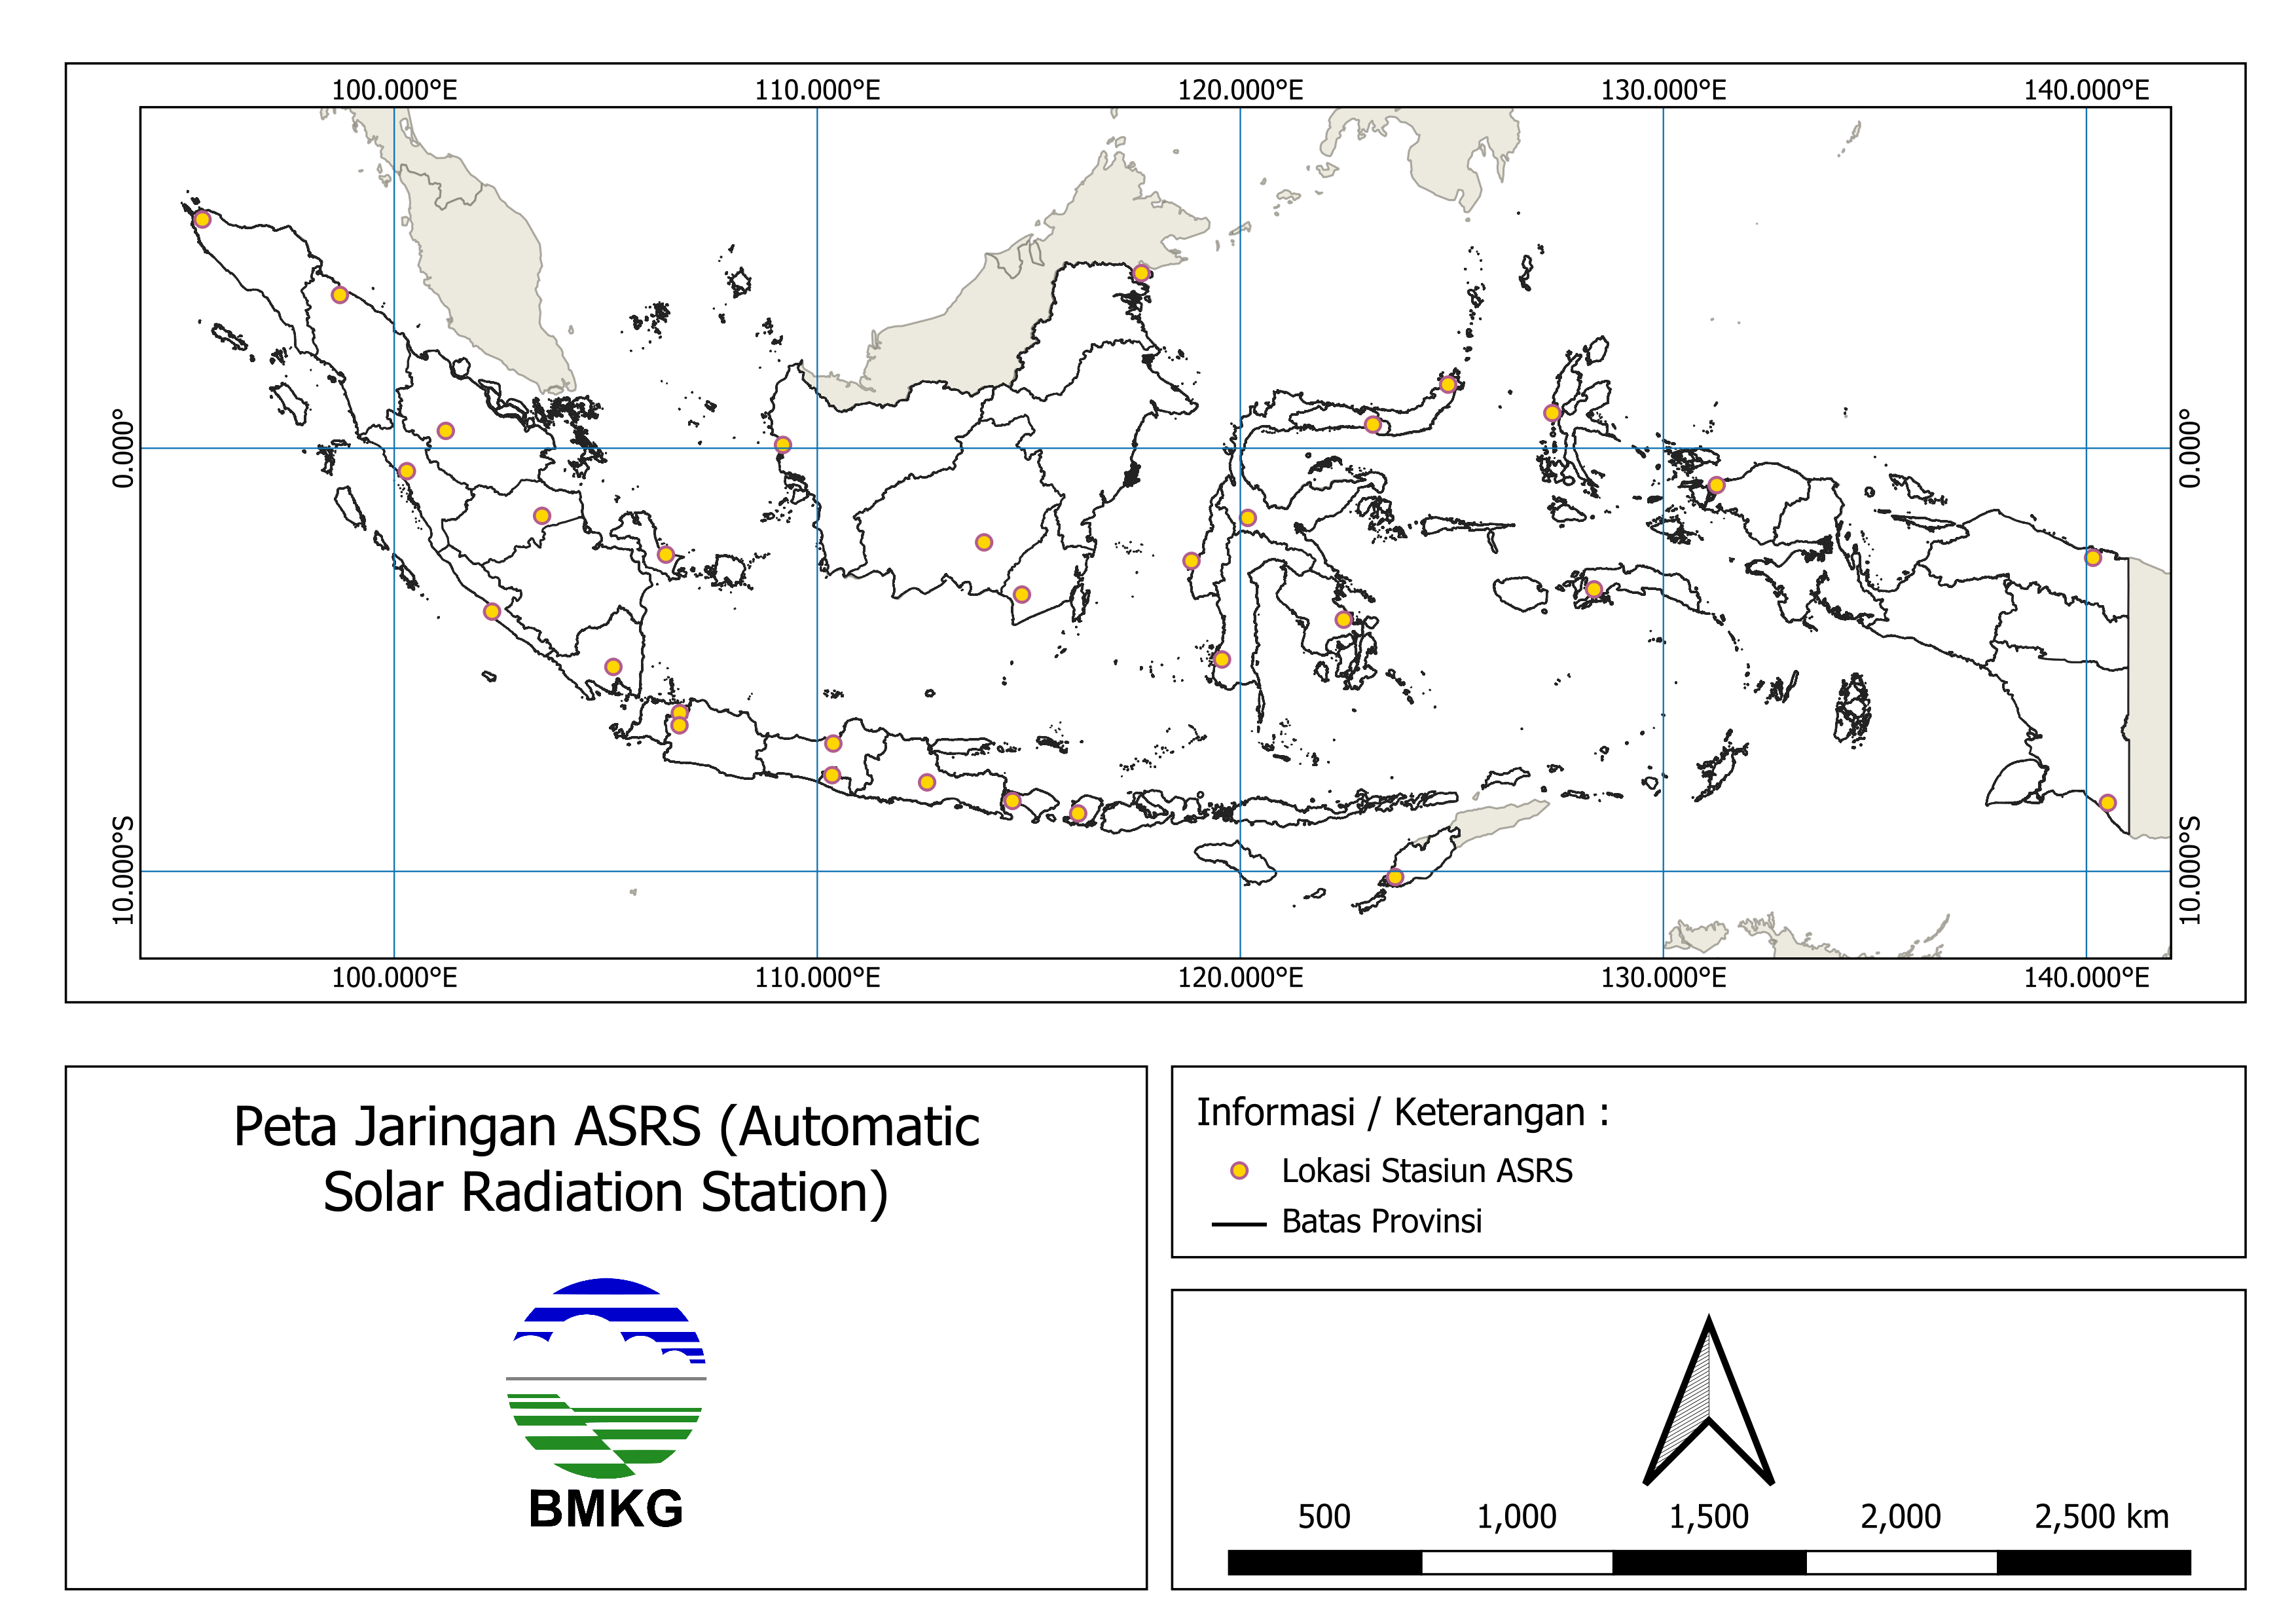 100.000°E 110.000°E 120.000°E 130.000°E 140.000°E
0.000° 0.000°
10.000°S 10.000°S
100.000°E 110.000°E 120.000°E 130.000°E 140.000°E
Peta Jaringan ASRS (Automatic
Solar Radiation Station)
BMKG
Informasi / Keterangan :
Lokasi Stasiun ASRS
Batas Provinsi
500 1,000 1,500 2,000 2,500 km